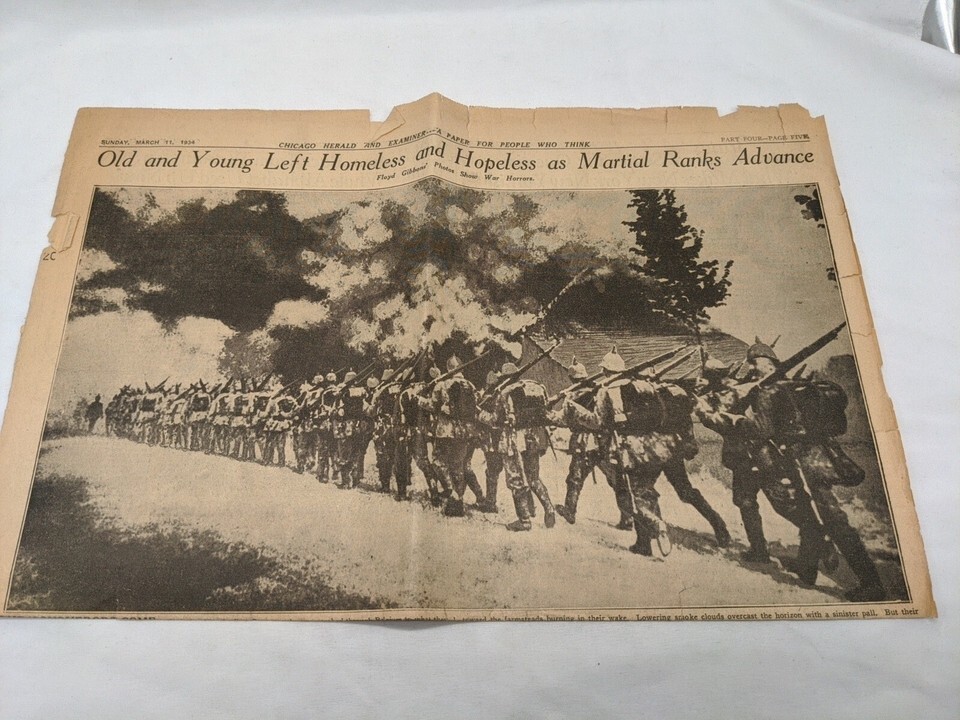 SUNDAY, MARCH 11, 1934
CHICAGO HERALD AND EXAMINER—A PAPER FOR PEOPLE WHO THINK
PART FOUR—PAGE FIVE
Old and Young Left Homeless and Hopeless as Martial Ranks Advance
Floyd Gibbons' Photos Show War Horrors.
2C
the farmsteads burning in their wake. Lowering smoke clouds overcast the horizon with a sinister pall. But their